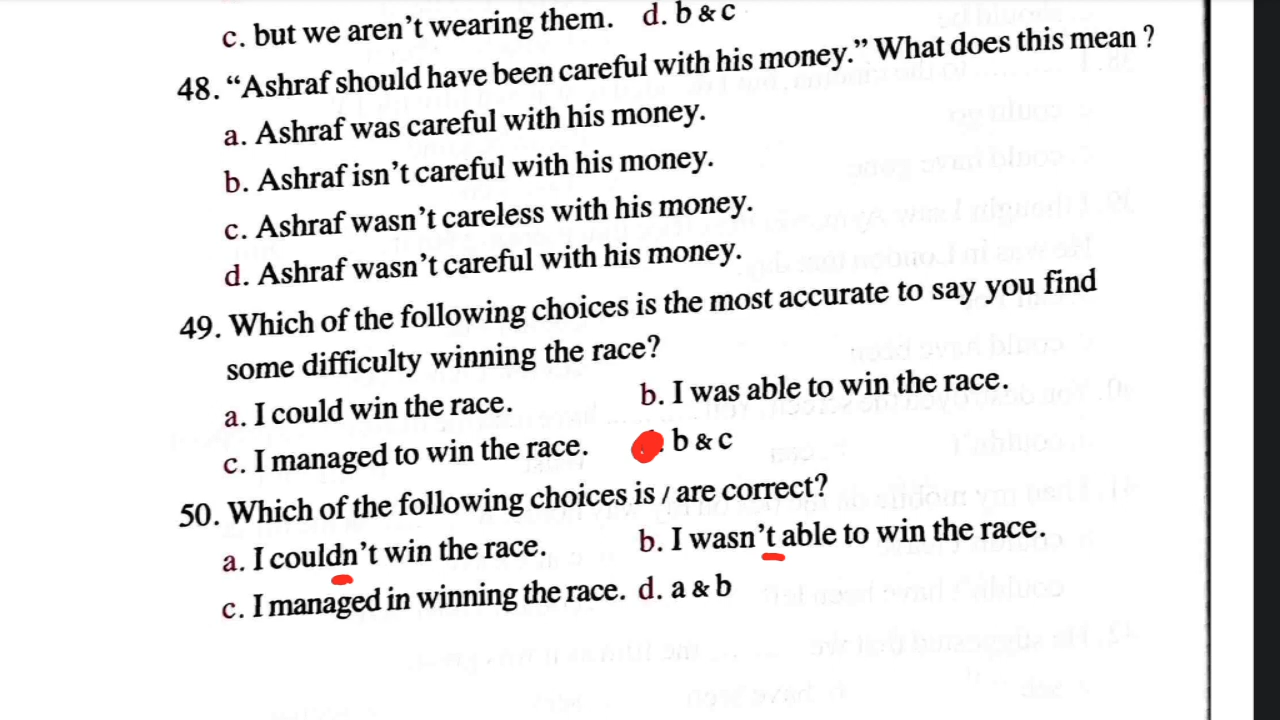 c. but we aren't wearing them. d. b & c
48. “Ashraf should have been careful with his money.” What does this mean ?
a. Ashraf was careful with his money.
b. Ashraf isn't careful with his money.
c. Ashraf wasn't careless with his money.
d. Ashraf wasn't careful with his money.
49. Which of the following choices is the most accurate to say you find
some difficulty winning the race?
a. I could win the race. b. I was able to win the race.
c. I managed to win the race. b & c
50. Which of the following choices is / are correct?
a. I couldn't win the race. b. I wasn't able to win the race.
c. I managed in winning the race. d. a & b